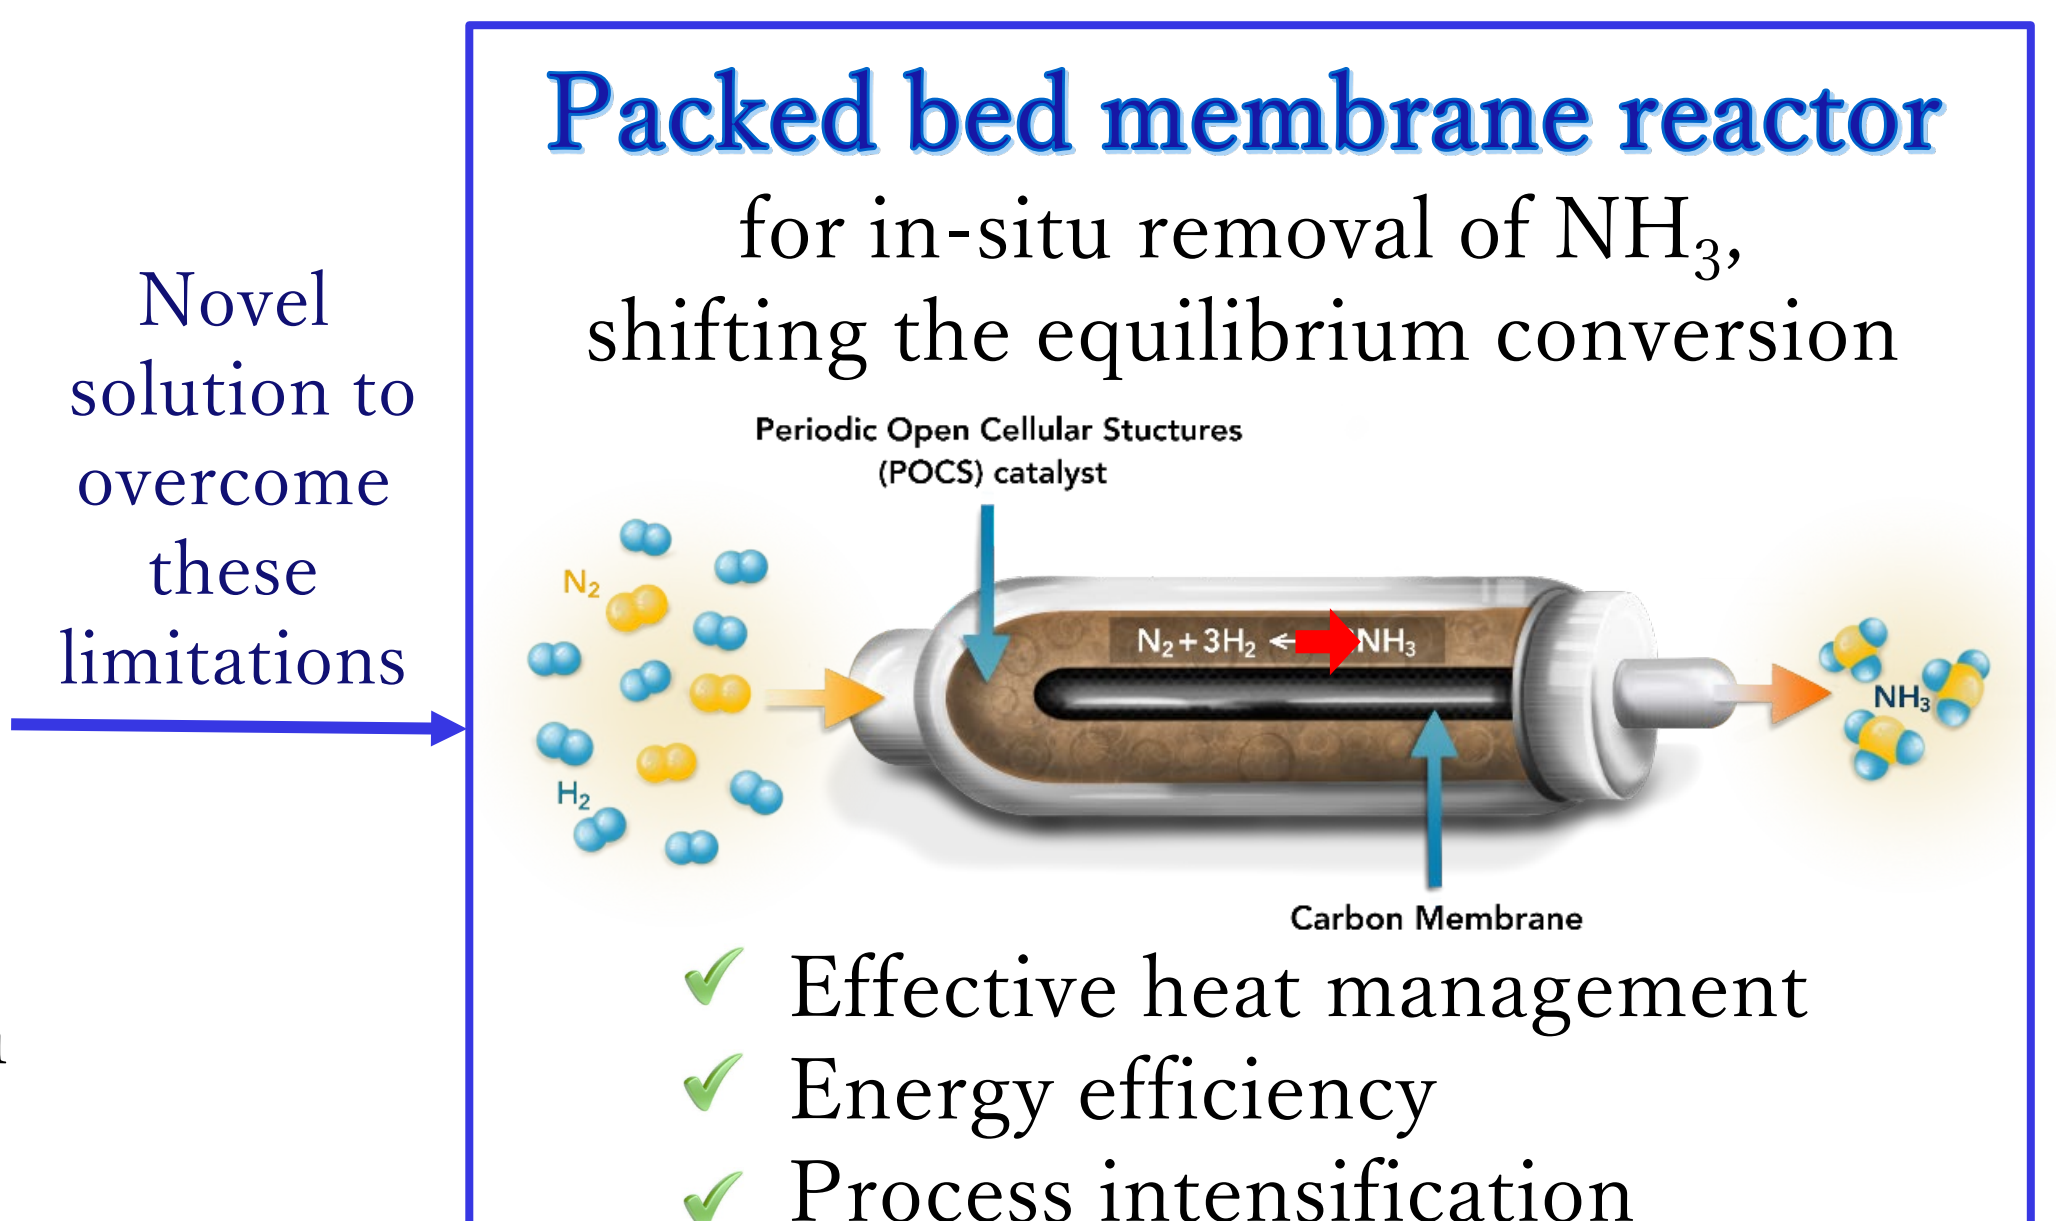 Novel
solution to
overcome
these
limitations
Packed bed membrane reactor
for in-situ removal of NH₃,
shifting the equilibrium conversion
Periodic Open Cellular Stuctures
(POCS) catalyst
N₂
H₂
N₂ + 3H₂ ← NH₃
NH₃
Carbon Membrane
✓ Effective heat management
✓ Energy efficiency
✓ Process intensification